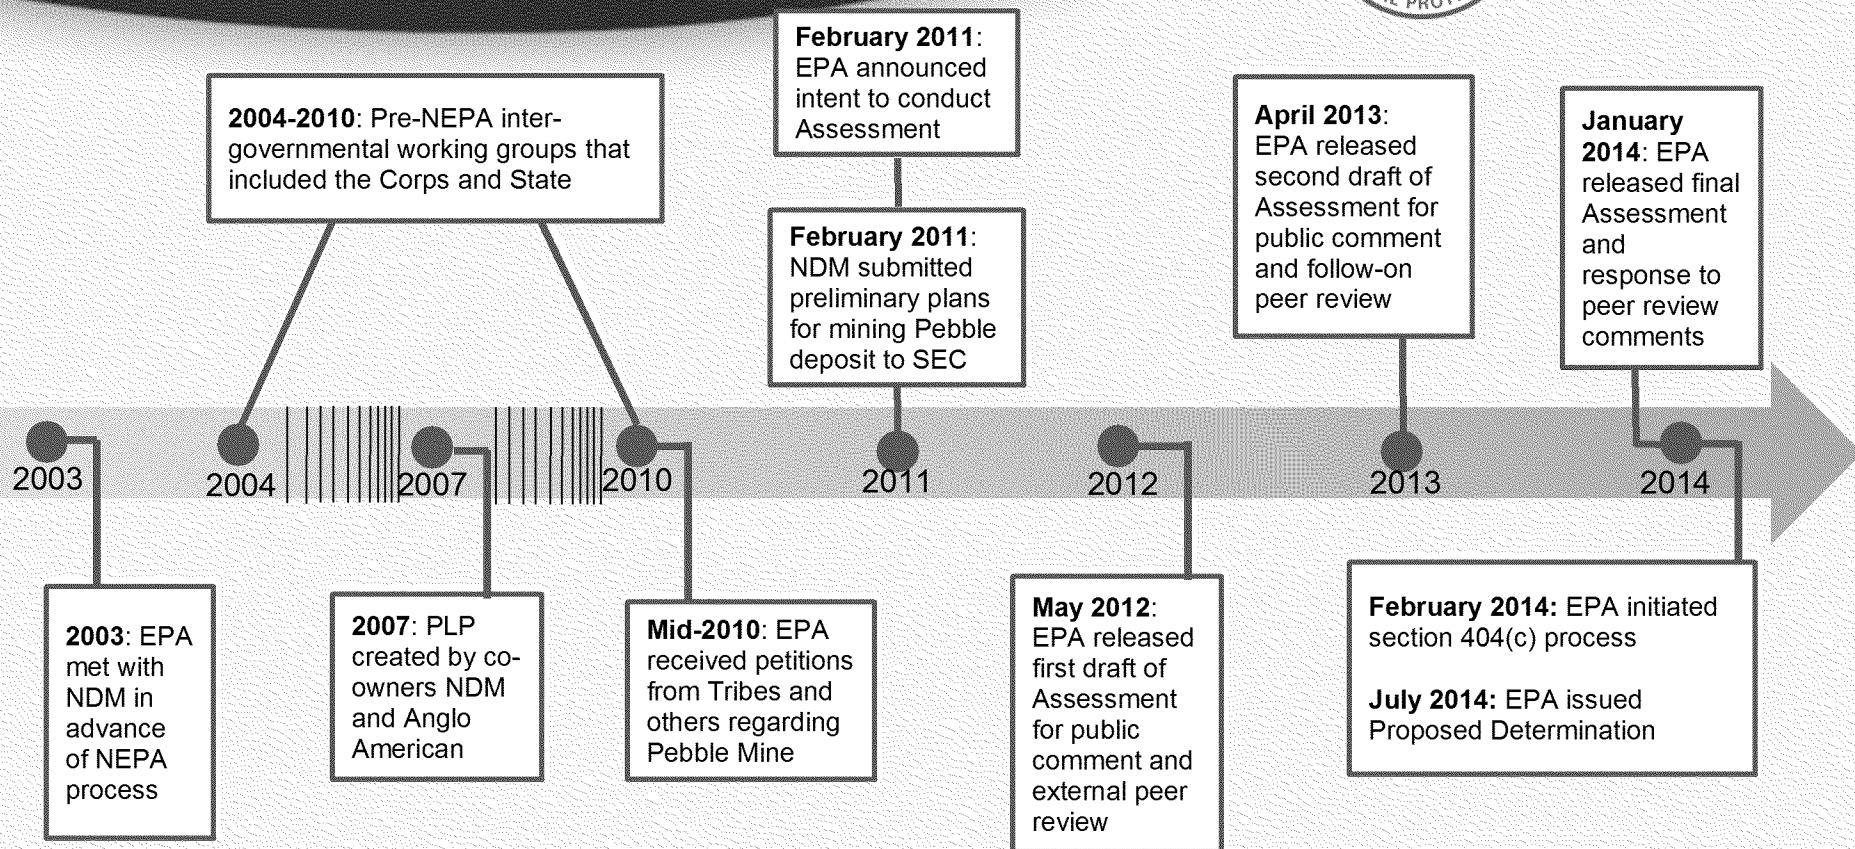 February 2011:
EPA announced
intent to conduct
Assessment
2004-2010: Pre-NEPA inter-
governmental working groups that
included the Corps and State
April 2013:
EPA released
second draft of
Assessment for
public comment
and follow-on
peer review
January
2014: EPA
released final
Assessment
and
response to
peer review
comments
February 2011:
NDM submitted
preliminary plans
for mining Pebble
deposit to SEC
2003
2004
2007
2010
2011
2012
2013
2014
2003: EPA
met with
NDM in
advance
of NEPA
process
2007: PLP
created by co-
owners NDM
and Anglo
American
Mid-2010: EPA
received petitions
from Tribes and
others regarding
Pebble Mine
May 2012:
EPA released
first draft of
Assessment
for public
comment and
external peer
review
February 2014: EPA initiated
section 404(c) process
July 2014: EPA issued
Proposed Determination